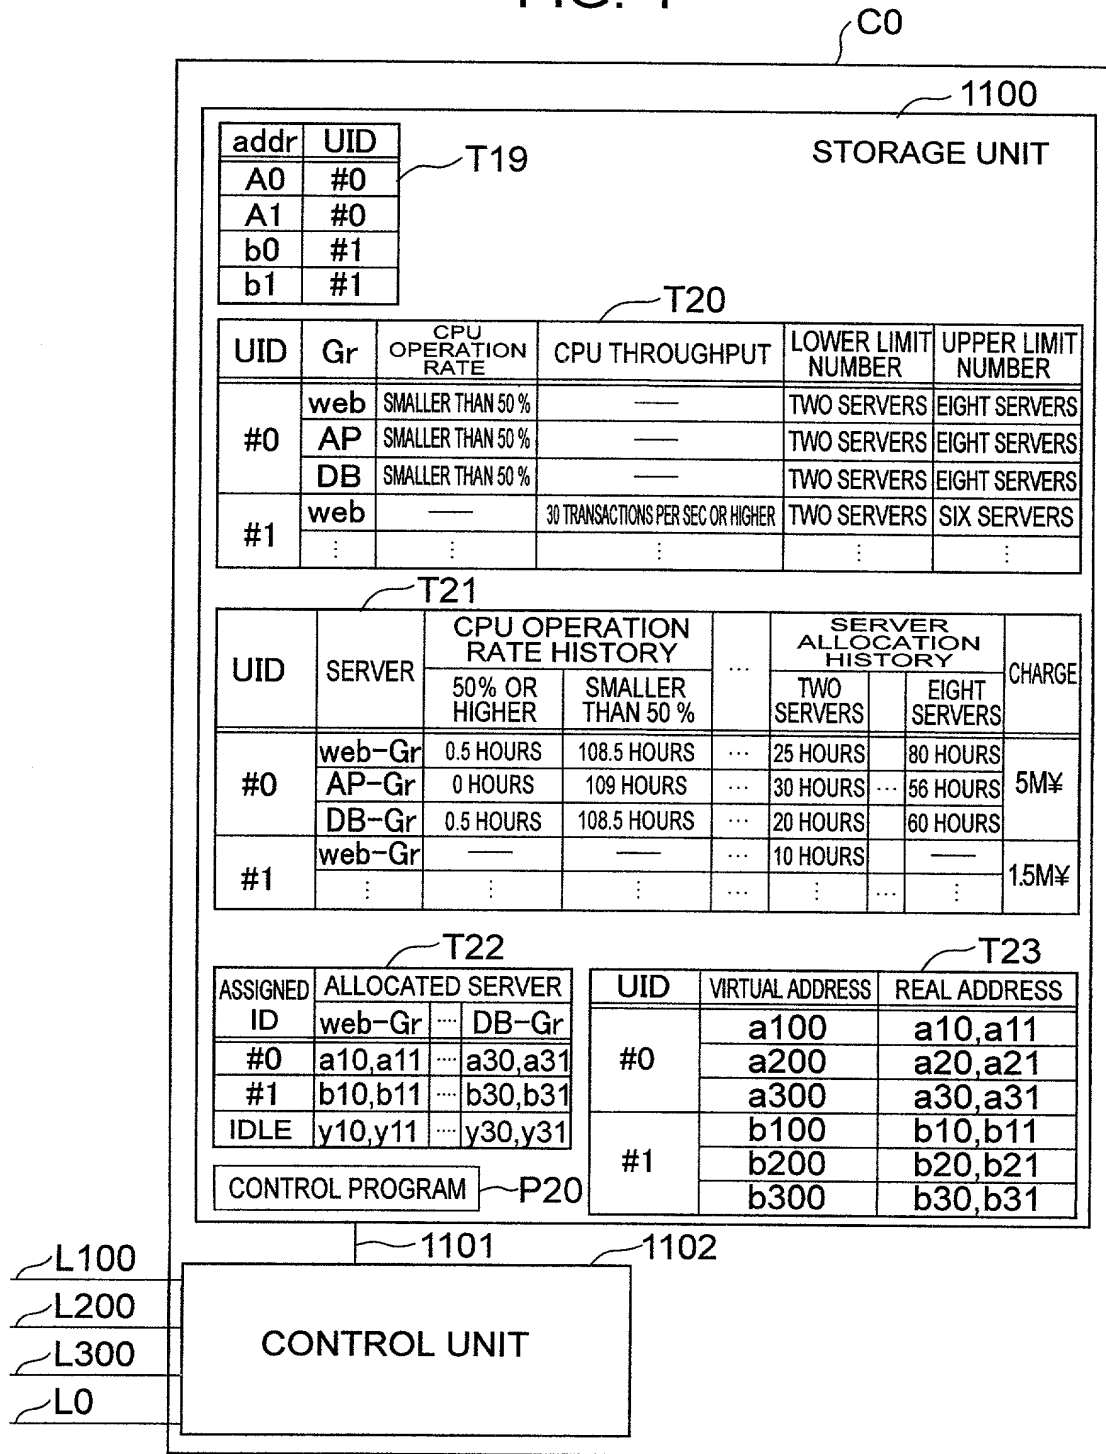 C0
1100
STORAGE UNIT
addr UID
A0 #0
A1 #0
b0 #1
b1 #1
T19
T20
UID Gr CPU OPERATION RATE CPU THROUGHPUT LOWER LIMIT NUMBER UPPER LIMIT NUMBER
#0 web SMALLER THAN 50 % — TWO SERVERS EIGHT SERVERS
AP SMALLER THAN 50 % — TWO SERVERS EIGHT SERVERS
DB SMALLER THAN 50 % — TWO SERVERS EIGHT SERVERS
#1 web — 30 TRANSACTIONS PER SEC OR HIGHER TWO SERVERS SIX SERVERS
⋮ ⋮ ⋮ ⋮ ⋮
T21
UID SERVER CPU OPERATION RATE HISTORY … SERVER ALLOCATION HISTORY CHARGE
50% OR HIGHER SMALLER THAN 50 % TWO SERVERS EIGHT SERVERS
#0 web-Gr 0.5 HOURS 108.5 HOURS … 25 HOURS 80 HOURS 5M¥
AP-Gr 0 HOURS 109 HOURS … 30 HOURS … 56 HOURS
DB-Gr 0.5 HOURS 108.5 HOURS … 20 HOURS 60 HOURS
#1 web-Gr — — … 10 HOURS — 1.5M¥
⋮ ⋮ ⋮ … ⋮ … ⋮
T22
ASSIGNED ID ALLOCATED SERVER
web-Gr … DB-Gr
#0 a10,a11 … a30,a31
#1 b10,b11 … b30,b31
IDLE y10,y11 … y30,y31
T23
UID VIRTUAL ADDRESS REAL ADDRESS
#0 a100 a10,a11
a200 a20,a21
a300 a30,a31
#1 b100 b10,b11
b200 b20,b21
b300 b30,b31
CONTROL PROGRAM P20
1101
1102
L100
L200
L300
L0
CONTROL UNIT